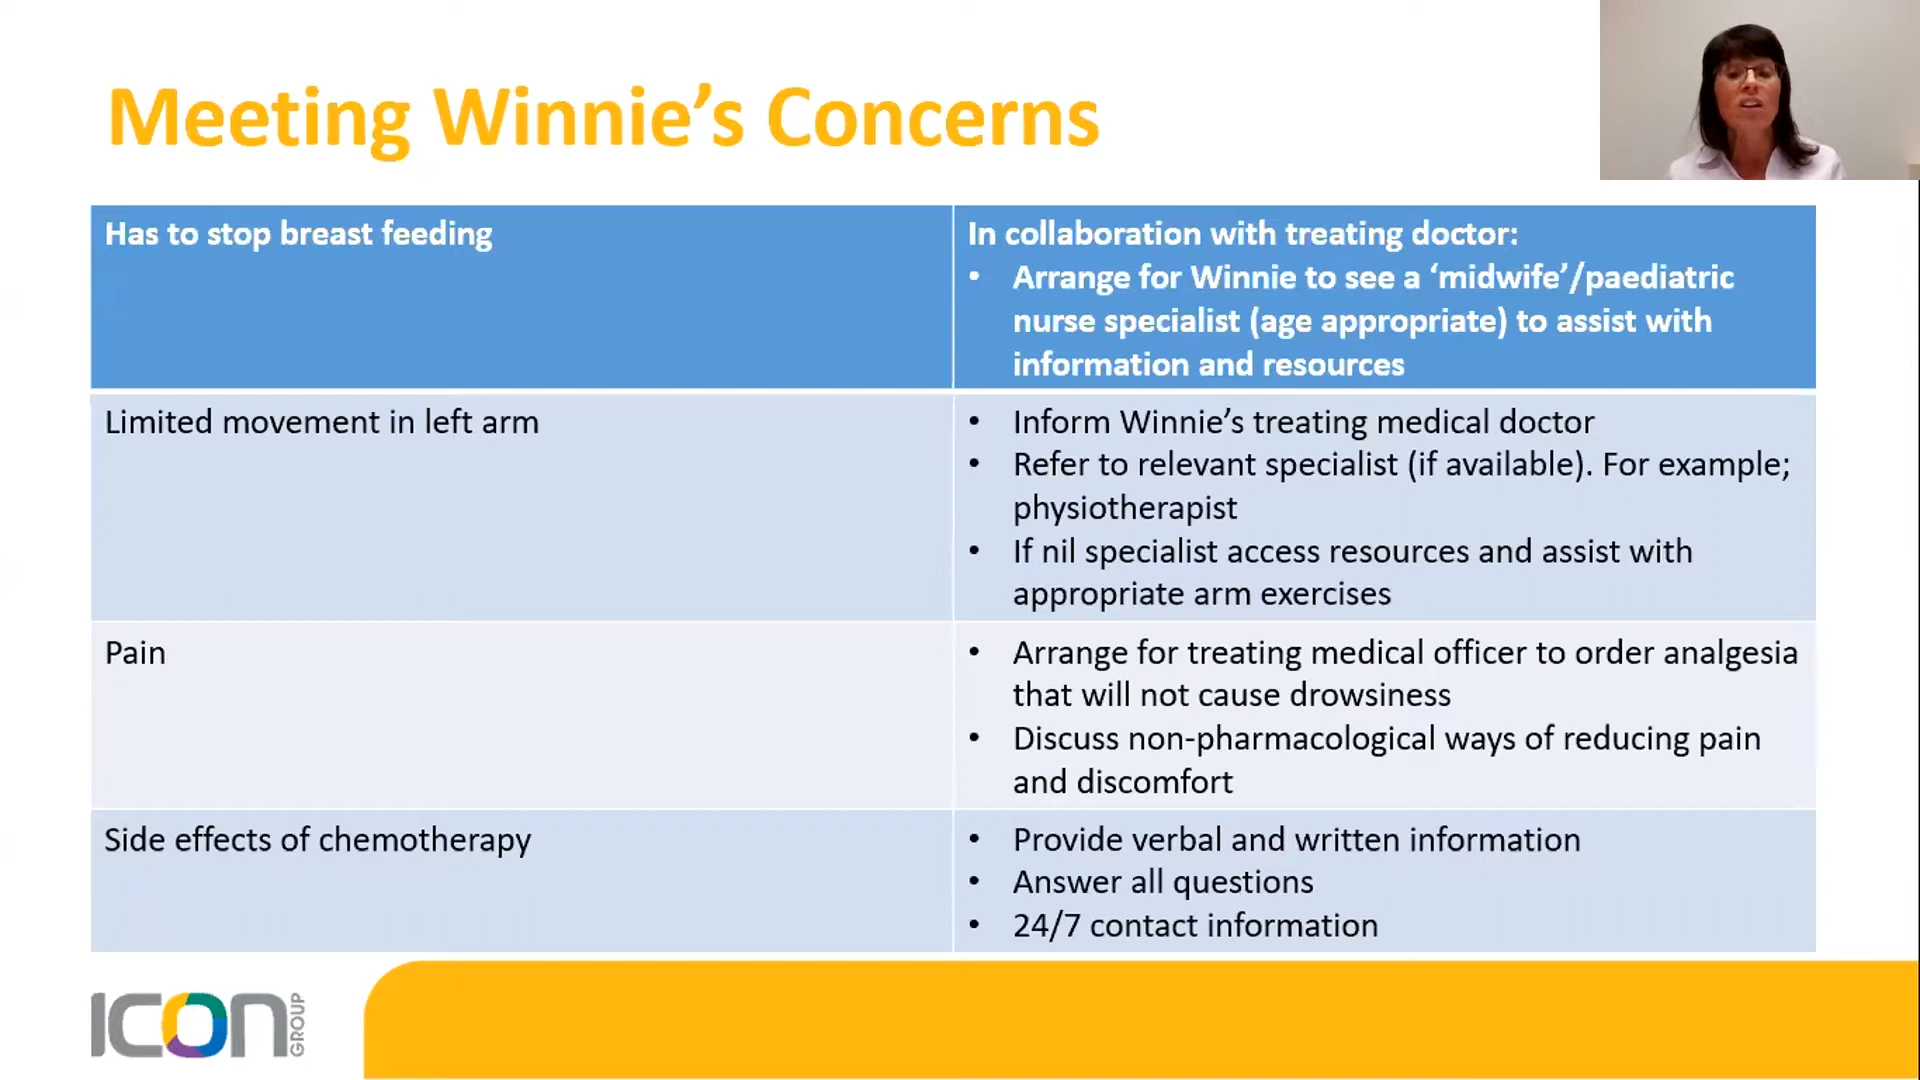 Meeting Winnie’s Concerns
Has to stop breast feeding
In collaboration with treating doctor:
• Arrange for Winnie to see a ‘midwife’/paediatric
nurse specialist (age appropriate) to assist with
information and resources
Limited movement in left arm
• Inform Winnie’s treating medical doctor
• Refer to relevant specialist (if available). For example;
physiotherapist
• If nil specialist access resources and assist with
appropriate arm exercises
Pain
• Arrange for treating medical officer to order analgesia
that will not cause drowsiness
• Discuss non-pharmacological ways of reducing pain
and discomfort
Side effects of chemotherapy
• Provide verbal and written information
• Answer all questions
• 24/7 contact information
ICON
GROUP